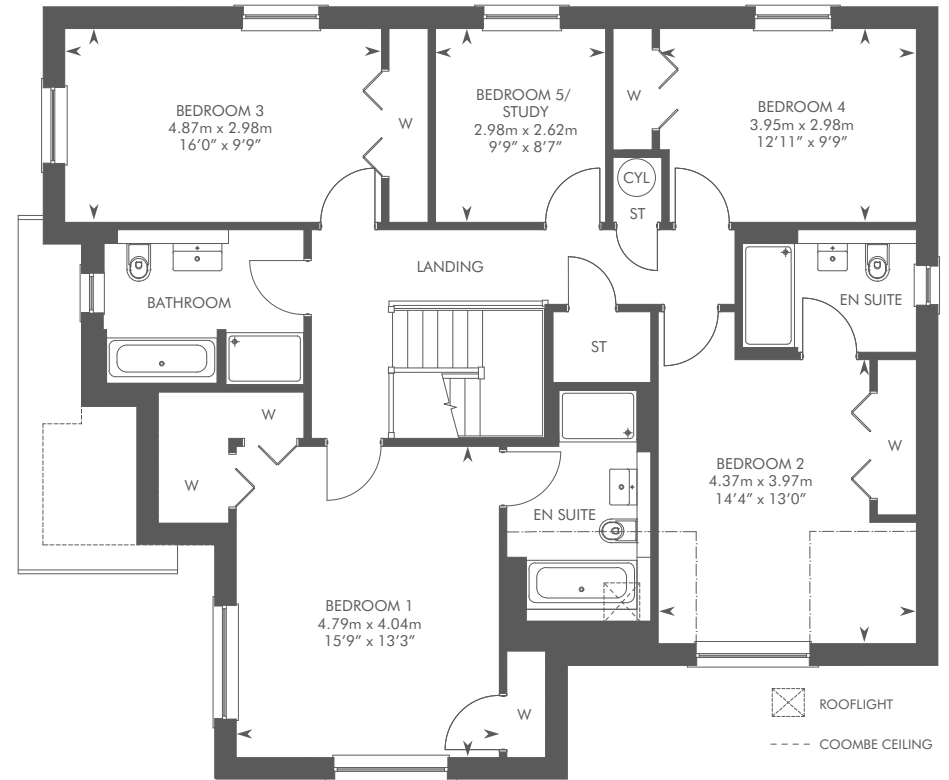 BEDROOM 3
4.87m x 2.98m
16’0” x 9’9”
W
BEDROOM 5/
STUDY
2.98m x 2.62m
9’9” x 8’7”
W
BEDROOM 4
3.95m x 2.98m
12’11” x 9’9”
CYL
ST
BATHROOM
LANDING
EN SUITE
ST
W
W
BEDROOM 1
4.79m x 4.04m
15’9” x 13’3”
EN SUITE
BEDROOM 2
4.37m x 3.97m
14’4” x 13’0”
W
W
ROOFLIGHT
COOMBE CEILING